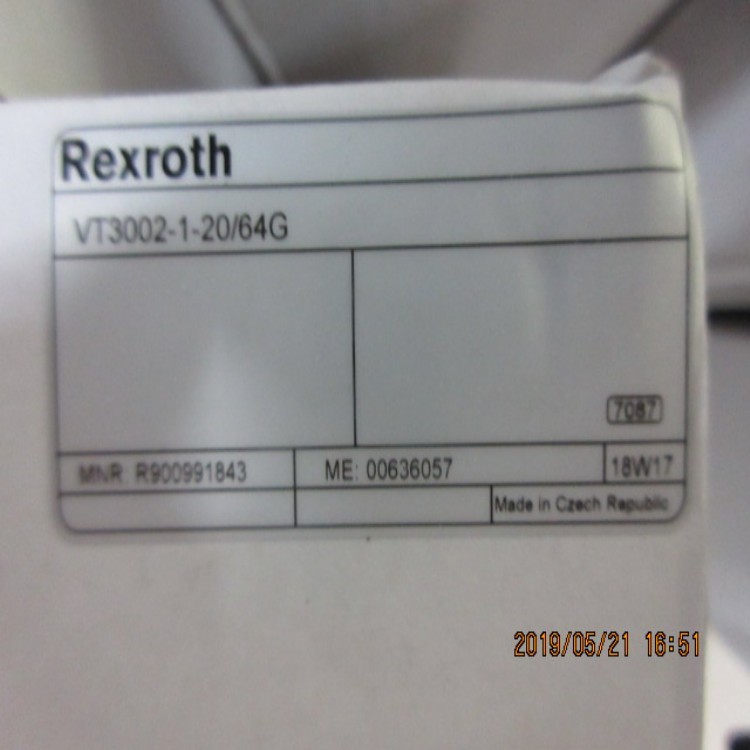 Rexroth
VT3002-1-20/64G
7087
MNR: R900991843
ME: 00636057
18W17
Made in Czech Republic
2019/05/21 16:51